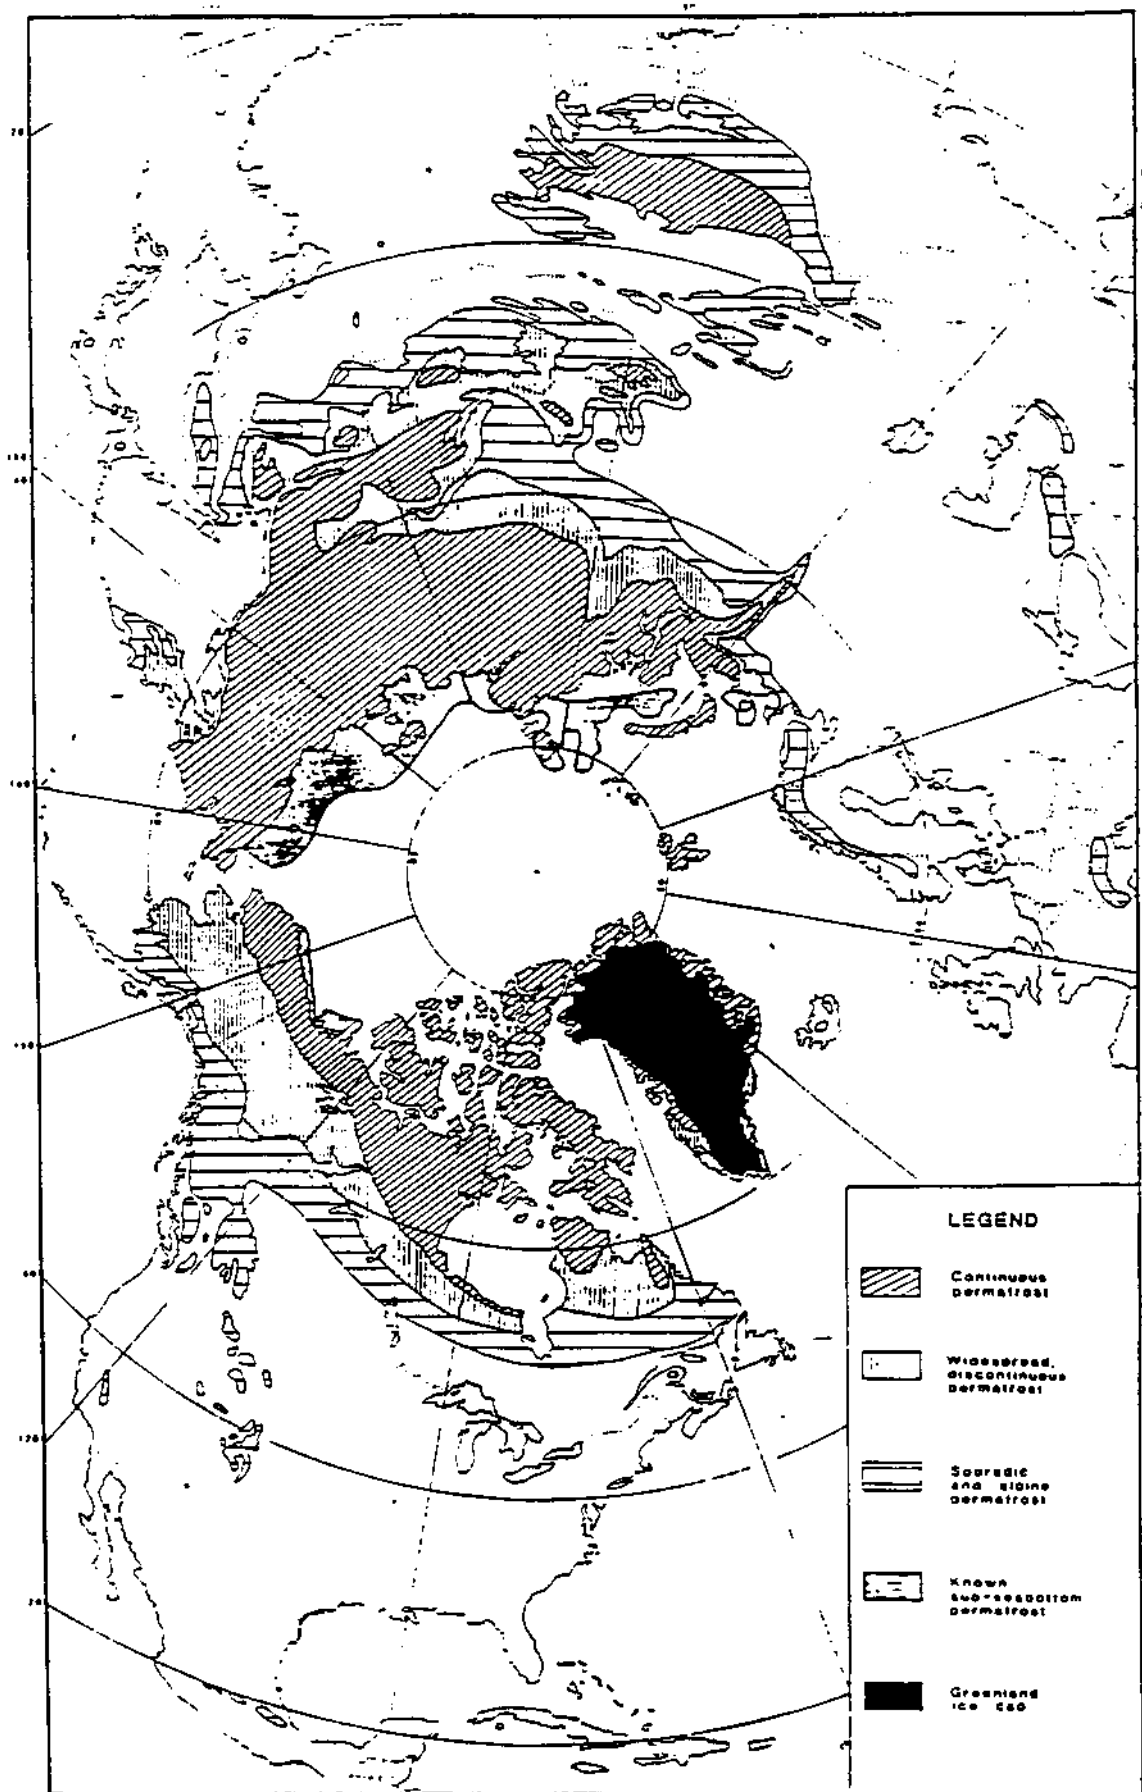 LEGEND
Continuous
permafrost
Widespread,
discontinuous
permafrost
Sporadic
and alpine
permafrost
Known
sub-seabottom
permafrost
Greenland
ice cap